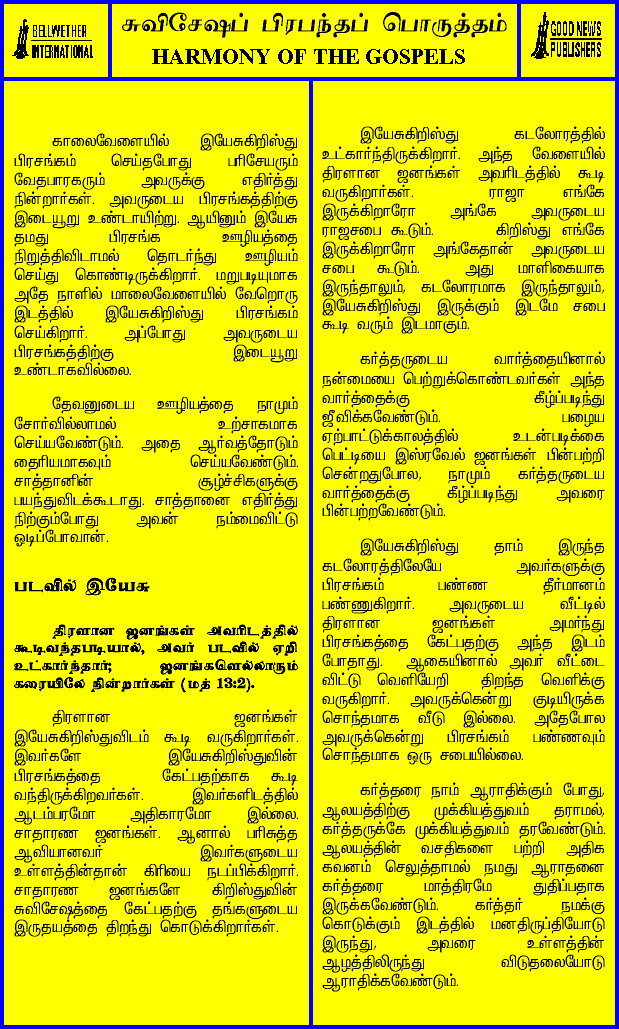 BELLWETHER
INTERNATIONAL
சுவிசேஷப் பிரபந்தப் பொருத்தம்
HARMONY OF THE GOSPELS
GOOD NEWS
PUBLISHERS
காலைவேளையில் இயேசுகிறிஸ்து
பிரசங்கம் செய்தபோது பரிசேயரும்
வேதபாரகரும் அவருக்கு எதிர்த்து
நின்றார்கள். அவருடைய பிரசங்கத்திற்கு
இடையூறு உண்டாயிற்று. ஆயினும் இயேசு
தமது பிரசங்க ஊழியத்தை
நிறுத்திவிடாமல் தொடர்ந்து ஊழியம்
செய்து கொண்டிருக்கிறார். மறுபடியுமாக
அதே நாளில் மாலைவேளையில் வேறொரு
இடத்தில் இயேசுகிறிஸ்து பிரசங்கம்
செய்கிறார். அப்போது அவருடைய
பிரசங்கத்திற்கு இடையூறு
உண்டாகவில்லை.
தேவனுடைய ஊழியத்தை நாமும்
சோர்வில்லாமல் உற்சாகமாக
செய்யவேண்டும். அதை ஆர்வத்தோடும்
தைரியமாகவும் செய்யவேண்டும்.
சாத்தானின் சூழ்ச்சிகளுக்கு
பயந்துவிடக்கூடாது. சாத்தானை எதிர்த்து
நிற்கும்போது அவன் நம்மைவிட்டு
ஓடிப்போவான்.
படவில் இயேசு
திரளான ஜனங்கள் அவரிடத்தில்
கூடிவந்தபடியால், அவர் படவில் ஏறி
உட்கார்ந்தார்; ஜனங்களெல்லாரும்
கரையிலே நின்றார்கள் (மத் 13:2).
திரளான ஜனங்கள்
இயேசுகிறிஸ்துவிடம் கூடி வருகிறார்கள்.
இவர்களே இயேசுகிறிஸ்துவின்
பிரசங்கத்தை கேட்பதற்காக கூடி
வந்திருக்கிறவர்கள். இவர்களிடத்தில்
ஆடம்பரமோ அதிகாரமோ இல்லை.
சாதாரண ஜனங்கள். ஆனால் பரிசுத்த
ஆவியானவர் இவர்களுடைய
உள்ளத்தின்தான் கிரியை நடப்பிக்கிறார்.
சாதாரண ஜனங்களே கிறிஸ்துவின்
சுவிசேஷத்தை கேட்பதற்கு தங்களுடைய
இருதயத்தை திறந்து கொடுக்கிறார்கள்.
இயேசுகிறிஸ்து கடலோரத்தில்
உட்கார்ந்திருக்கிறார். அந்த வேளையில்
திரளான ஜனங்கள் அவரிடத்தில் கூடி
வருகிறார்கள். ராஜா எங்கே
இருக்கிறாரோ அங்கே அவருடைய
ராஜசபை கூடும். கிறிஸ்து எங்கே
இருக்கிறாரோ அங்கேதான் அவருடைய
சபை கூடும். அது மாளிகையாக
இருந்தாலும், கடலோரமாக இருந்தாலும்,
இயேசுகிறிஸ்து இருக்கும் இடமே சபை
கூடி வரும் இடமாகும்.
கர்த்தருடைய வார்த்தையினால்
நன்மையை பெற்றுக்கொண்டவர்கள் அந்த
வார்த்தைக்கு கீழ்ப்படிந்து
ஜீவிக்கவேண்டும். பழைய
ஏற்பாட்டுக்காலத்தில் உடன்படிக்கை
பெட்டியை இஸ்ரவேல் ஜனங்கள் பின்பற்றி
சென்றதுபோல, நாமும் கர்த்தருடைய
வார்த்தைக்கு கீழ்ப்படிந்து அவரை
பின்பற்றவேண்டும்.
இயேசுகிறிஸ்து தாம் இருந்த
கடலோரத்திலேயே அவர்களுக்கு
பிரசங்கம் பண்ண தீர்மானம்
பண்ணுகிறார். அவருடைய வீட்டில்
திரளான ஜனங்கள் அமர்ந்து
பிரசங்கத்தை கேட்பதற்கு அந்த இடம்
போதாது. ஆகையினால் அவர் வீட்டை
விட்டு வெளியேறி திறந்த வெளிக்கு
வருகிறார். அவருக்கென்று குடியிருக்க
சொந்தமாக வீடு இல்லை. அதேபோல
அவருக்கென்று பிரசங்கம் பண்ணவும்
சொந்தமாக ஒரு சபையில்லை.
கர்த்தரை நாம் ஆராதிக்கும் போது,
ஆலயத்திற்கு முக்கியத்துவம் தராமல்,
கர்த்தருக்கே முக்கியத்துவம் தரவேண்டும்.
ஆலயத்தின் வசதிகளை பற்றி அதிக
கவனம் செலுத்தாமல் நமது ஆராதனை
கர்த்தரை மாத்திரமே துதிப்பதாக
இருக்கவேண்டும். கர்த்தர் நமக்கு
கொடுக்கும் இடத்தில் மனதிருப்தியோடு
இருந்து, அவரை உள்ளத்தின்
ஆழத்திலிருந்து விடுதலையோடு
ஆராதிக்கவேண்டும்.